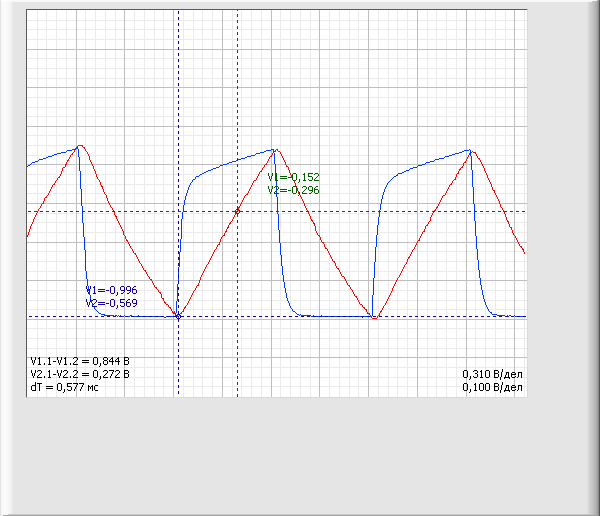 V1=-0,152
V2=-0,296
V1=-0,996
V2=-0,569
V1.1-V1.2 = 0,844 В
V2.1-V2.2 = 0,272 В
dT = 0,577 мс
0,310 В/дел
0,100 В/дел